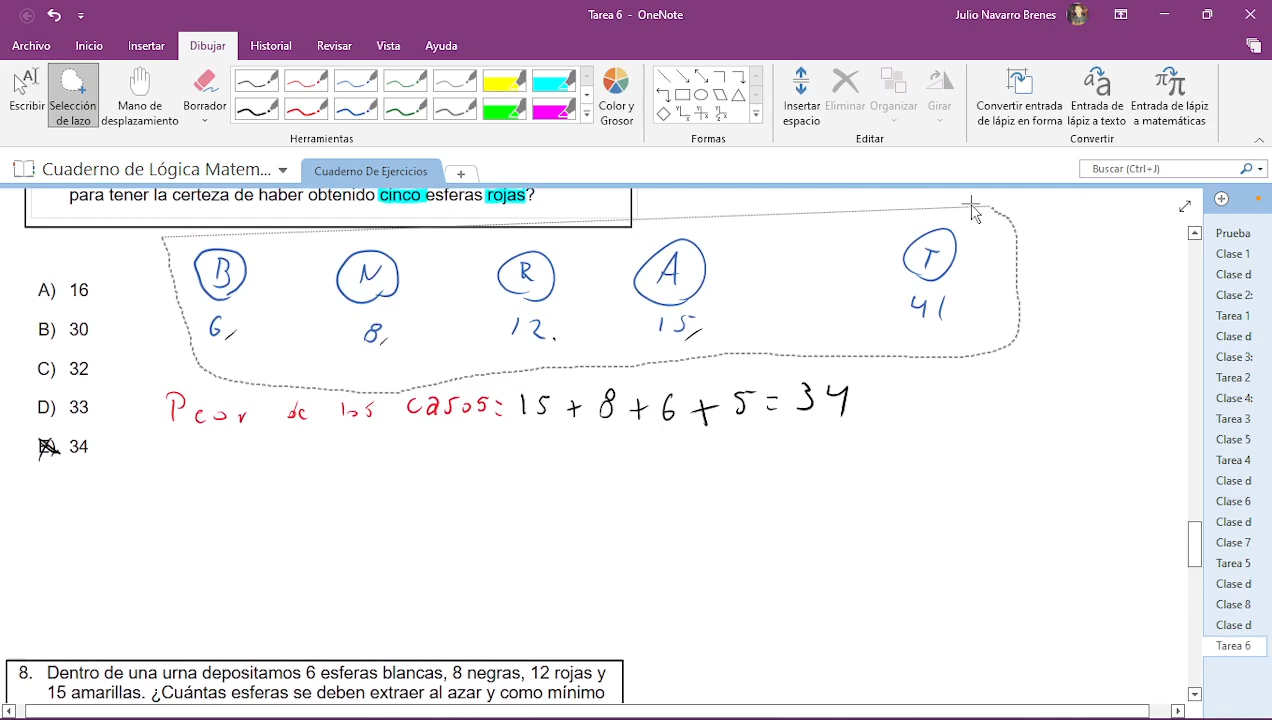 Tarea 6 - OneNote
Julio Navarro Brenes
Archivo Inicio Insertar Dibujar Historial Revisar Vista Ayuda
Escribir
Selección de lazo
Mano de desplazamiento
Borrador
Color y Grosor
Insertar espacio
Eliminar
Organizar
Girar
Convertir entrada de lápiz en forma
Entrada de lápiz a texto
Entrada de lápiz a matemáticas
Herramientas Formas Editar Convertir
Cuaderno de Lógica Matem...
Cuaderno De Ejercicios
Buscar (Ctrl+J)
para tener la certeza de haber obtenido cinco esferas rojas?
B N R A T
6, 8, 12. 15, 41
A) 16
B) 30
C) 32
D) 33
34
Peor de los casos: 15 + 8 + 6 + 5 = 34
8. Dentro de una urna depositamos 6 esferas blancas, 8 negras, 12 rojas y
15 amarillas. ¿Cuántas esferas se deben extraer al azar y como mínimo
Prueba
Clase 1
Clase d
Clase 2:
Tarea 1
Clase d
Clase 3:
Tarea 2
Clase 4:
Tarea 3
Clase 5
Tarea 4
Clase d
Clase 6
Clase d
Clase 7
Tarea 5
Clase d
Clase 8
Clase d
Tarea 6